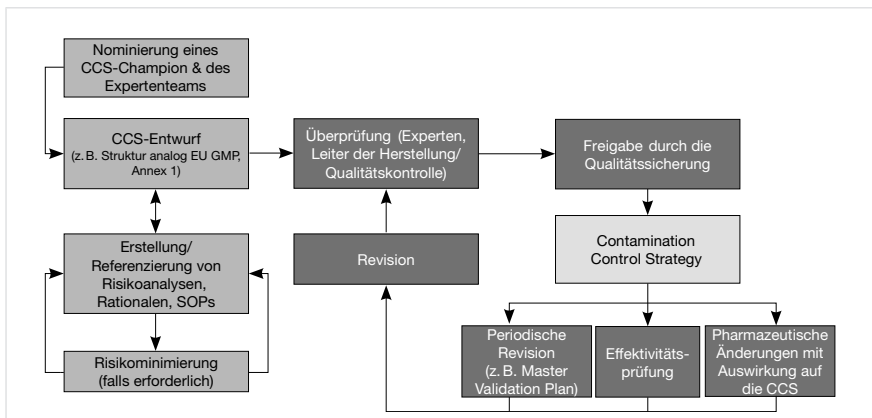 Nominierung eines
CCS-Champion & des
Expertenteams
CCS-Entwurf
(z. B. Struktur analog EU GMP,
Annex 1)
Erstellung/
Referenzierung von
Risikoanalysen,
Rationalen, SOPs
Risikominimierung
(falls erforderlich)
Überprüfung (Experten,
Leiter der Herstellung/
Qualitätskontrolle)
Revision
Freigabe durch die
Qualitätssicherung
Contamination
Control Strategy
Periodische
Revision
(z. B. Master
Validation Plan)
Effektivitäts-
prüfung
Pharmazeutische
Änderungen mit
Auswirkung auf
die CCS